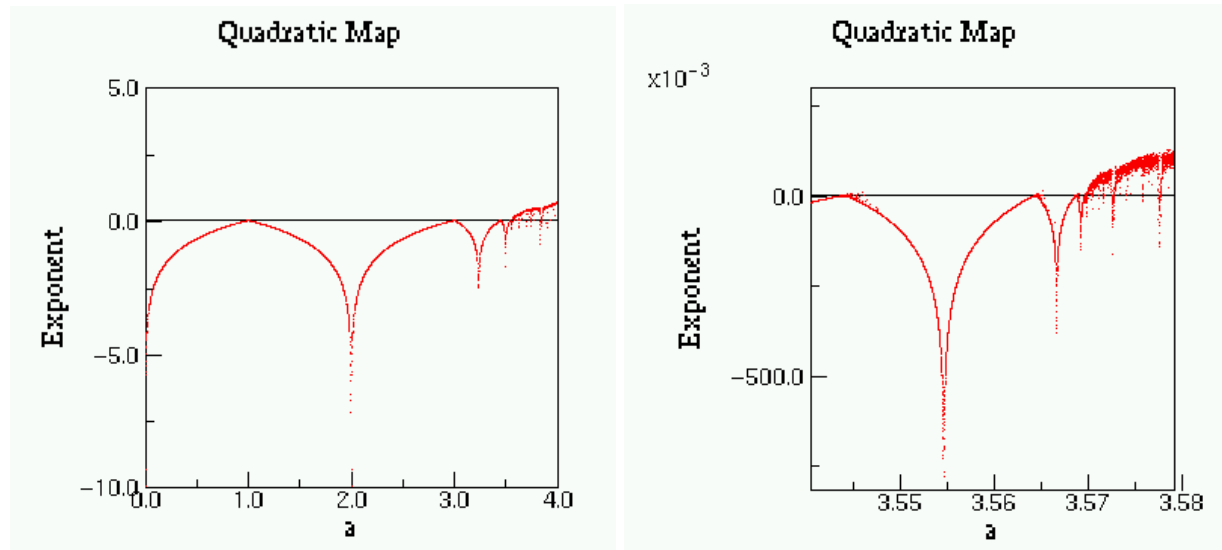 Quadratic Map
5.0
0.0
−5.0
−10.0
Exponent
0.0 1.0 2.0 3.0 4.0
a
Quadratic Map
x10−3
0.0
−500.0
Exponent
3.55 3.56 3.57 3.58
a